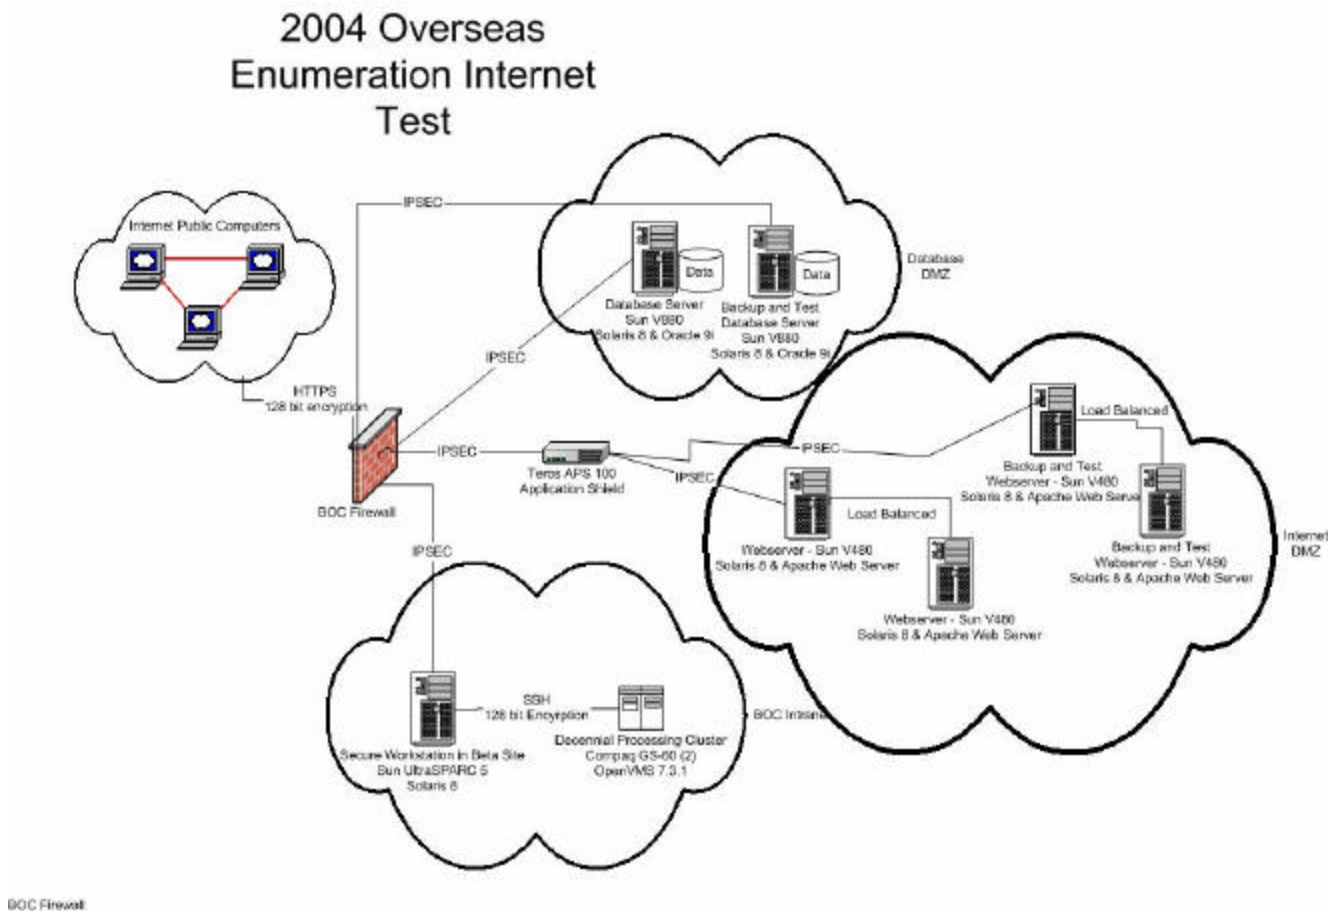 2004 Overseas
Enumeration Internet
Test
Internet Public Computers
HTTPS
128 bit encryption
IPSEC
Data
Data
Database Server
Sun V880
Solaris 8 & Oracle 9i
Backup and Test
Database Server
Sun V880
Solaris 8 & Oracle 9i
Database
DMZ
IPSEC
BOC Firewall
IPSEC
Teros APS 100
Application Shield
IPSEC
IPSEC
Load Balanced
Backup and Test
Webserver - Sun V480
Solaris 8 & Apache Web Serve
Backup and Test
Webserver - Sun V480
Solaris 8 & Apache Web Server
Load Balanced
Webserver - Sun V480
Solaris 8 & Apache Web Server
Webserver - Sun V480
Solaris 8 & Apache Web Server
Internet
DMZ
IPSEC
SSH
128 bit Encyrption
Secure Workstation in Beta Site
Sun UltraSPARC 5
Solaris 8
Decennial Processing Cluster
Compaq GS-60 (2)
OpenVMS 7.3.1
BOC Intranet
BOC Firewall